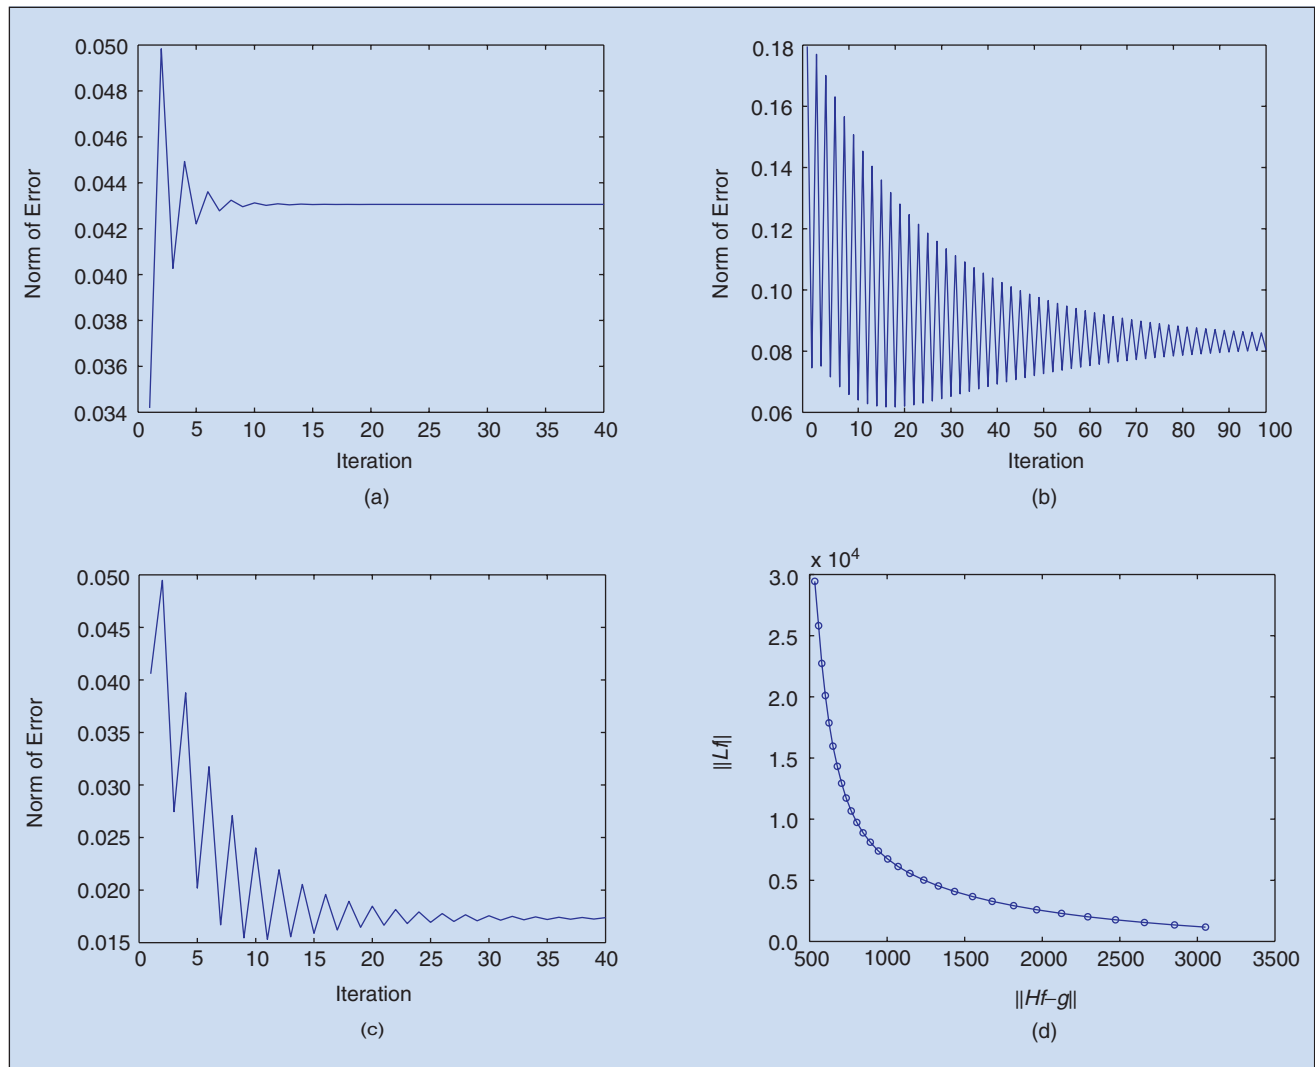 0.050
0.048
0.046
0.044
0.042
0.040
0.038
0.036
0.034
Norm of Error
0 5 10 15 20 25 30 35 40
Iteration
(a)
0.18
0.16
0.14
0.12
0.10
0.08
0.06
Norm of Error
0 10 20 30 40 50 60 70 80 90 100
Iteration
(b)
0.050
0.045
0.040
0.035
0.030
0.025
0.020
0.015
Norm of Error
0 5 10 15 20 25 30 35 40
Iteration
(c)
x 10⁴
3.0
2.5
2.0
1.5
1.0
0.5
0.0
||Lf||
500 1000 1500 2000 2500 3000 3500
||Hf–g||
(d)